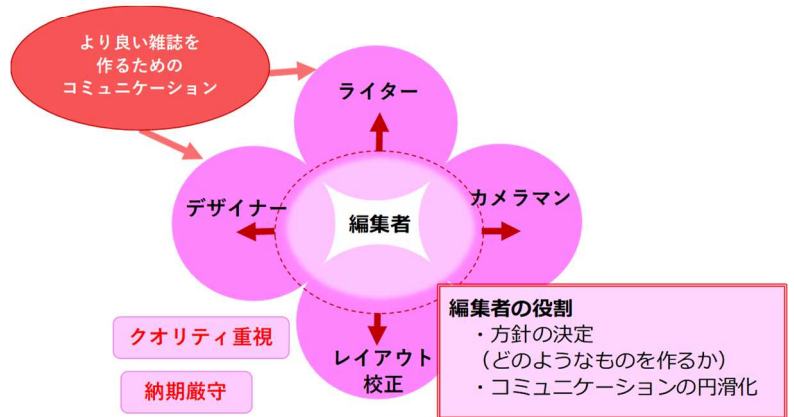 より良い雑誌を
作るための
コミュニケーション
ライター
デザイナー
編集者
カメラマン
レイアウト
校正
クオリティ重視
納期厳守
編集者の役割
・方針の決定
（どのようなものを作るか）
・コミュニケーションの円滑化